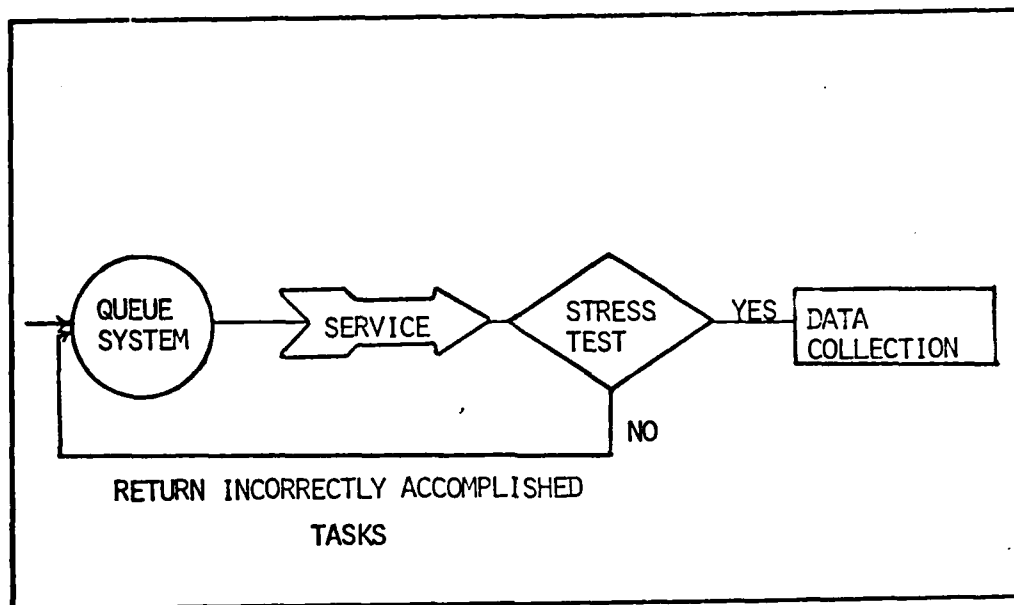 QUEUE
SYSTEM
SERVICE
STRESS
TEST
YES
DATA
COLLECTION
NO
RETURN INCORRECTLY ACCOMPLISHED
TASKS